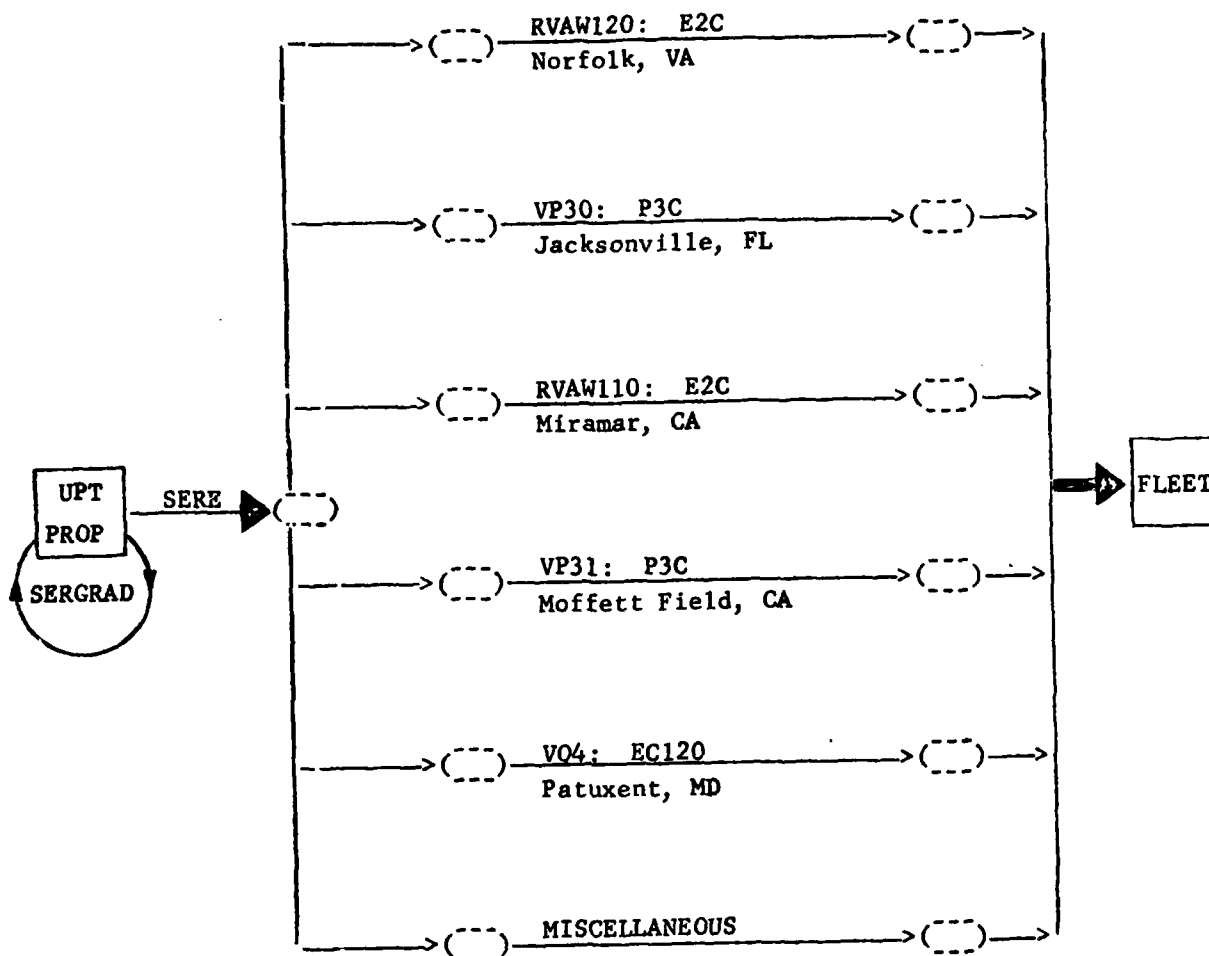 RVAW120: E2C
Norfolk, VA
VP30: P3C
Jacksonville, FL
RVAW110: E2C
Miramar, CA
UPT
PROP
SERE
SERGRAD
FLEET
VP31: P3C
Moffett Field, CA
VQ4: EC120
Patuxent, MD
MISCELLANEOUS